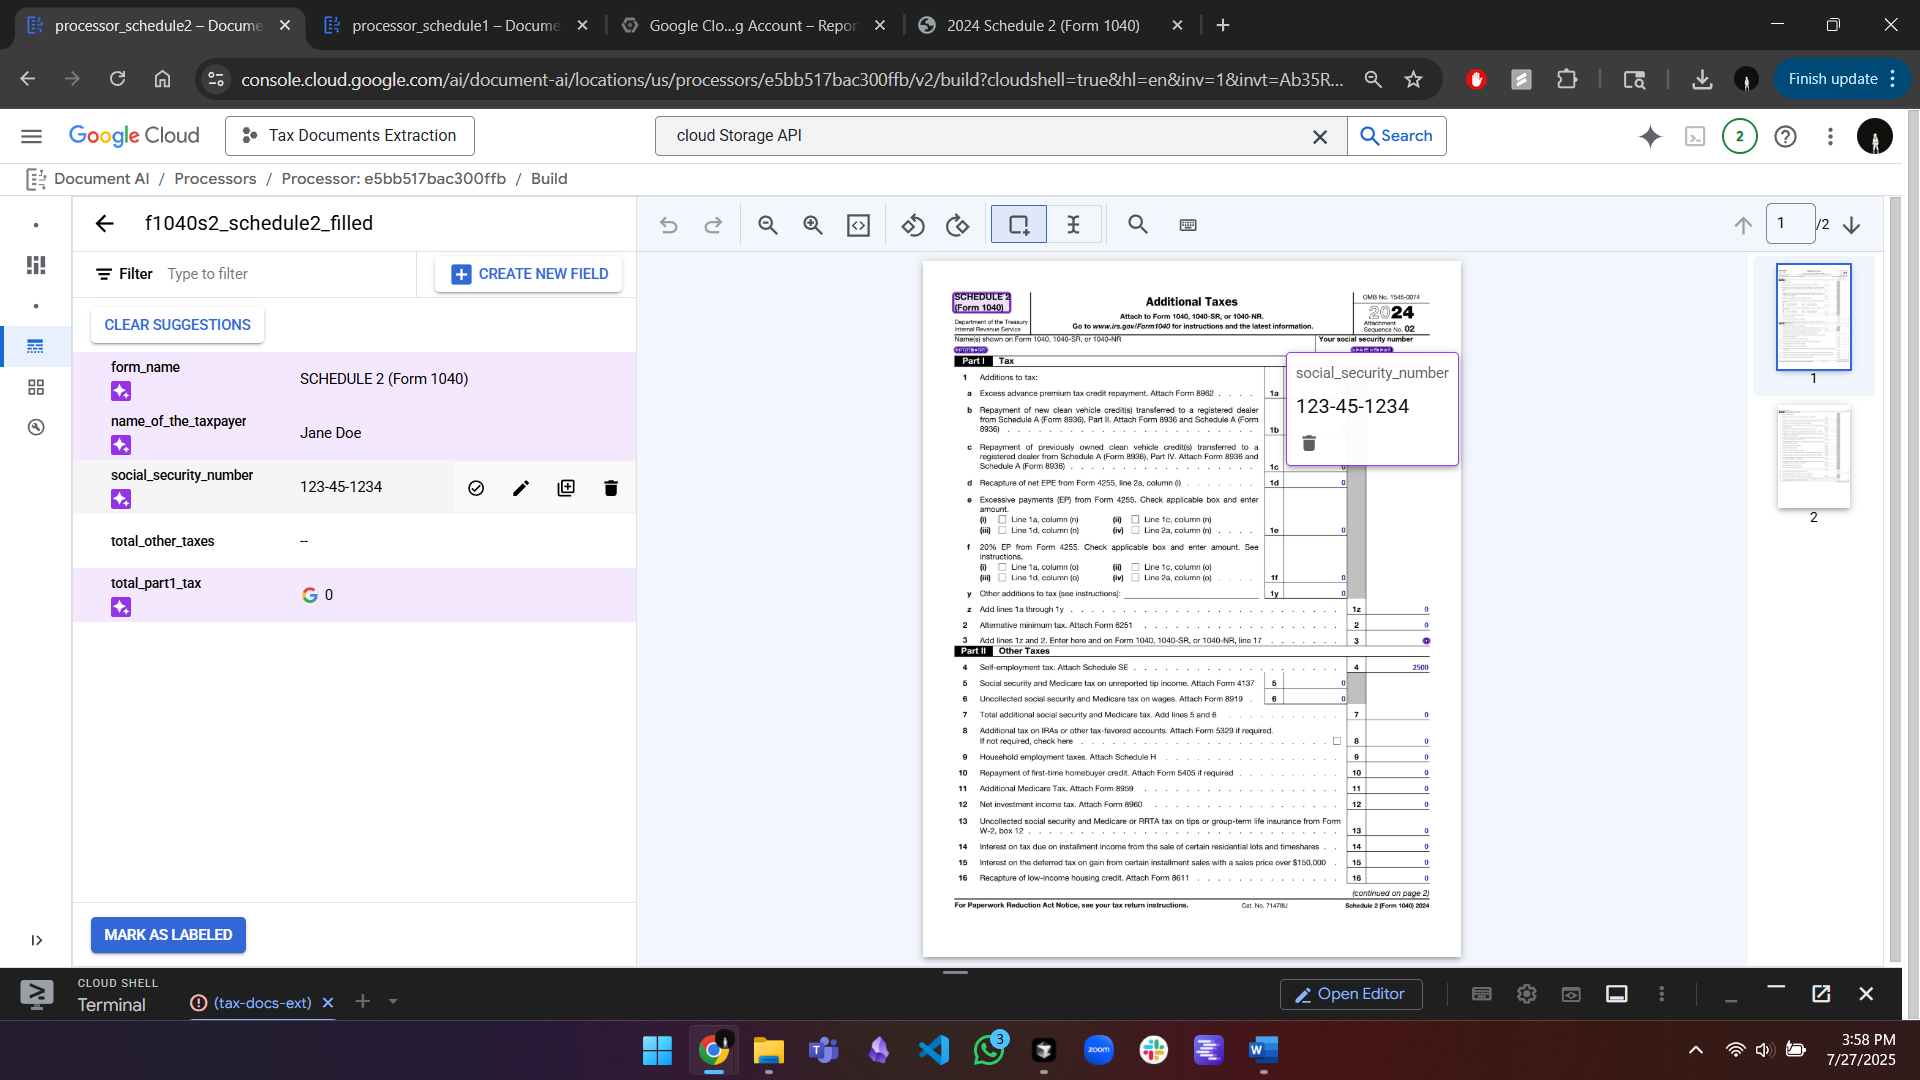 processor_schedule2 – Docume
processor_schedule1 – Docume
Google Clo...g Account – Repor
2024 Schedule 2 (Form 1040)
console.cloud.google.com/ai/document-ai/locations/us/processors/e5bb517bac300ffb/v2/build?cloudshell=true&hl=en&inv=1&invt=Ab35R...
Finish update
Google Cloud
Tax Documents Extraction
cloud Storage API
Search
2
Document AI / Processors / Processor: e5bb517bac300ffb / Build
f1040s2_schedule2_filled
1 /2
Filter Type to filter
CREATE NEW FIELD
CLEAR SUGGESTIONS
form_name
SCHEDULE 2 (Form 1040)
name_of_the_taxpayer
Jane Doe
social_security_number
123-45-1234
total_other_taxes
--
total_part1_tax
0
MARK AS LABELED
SCHEDULE 2
(Form 1040)
Department of the Treasury
Internal Revenue Service
Additional Taxes
Attach to Form 1040, 1040-SR, or 1040-NR.
Go to www.irs.gov/Form1040 for instructions and the latest information.
OMB No. 1545-0074
2024
Attachment
Sequence No. 02
Name(s) shown on Form 1040, 1040-SR, or 1040-NR
Your social security number
Part I Tax
social_security_number
123-45-1234
1 Additions to tax:
a Excess advance premium tax credit repayment. Attach Form 8962 . . . . 1a
b Repayment of new clean vehicle credit(s) transferred to a registered dealer
from Schedule A (Form 8936), Part II. Attach Form 8936 and Schedule A (Form
8936) 1b
c Repayment of previously owned clean vehicle credit(s) transferred to a
registered dealer from Schedule A (Form 8936), Part IV. Attach Form 8936 and
Schedule A (Form 8936) 1c 0
d Recapture of net EPE from Form 4255, line 2a, column (l) 1d 0
e Excessive payments (EP) from Form 4255. Check applicable box and enter
amount.
(i) Line 1a, column (n) (ii) Line 1c, column (n)
(iii) Line 1d, column (n) (iv) Line 2a, column (n) 1e 0
f 20% EP from Form 4255. Check applicable box and enter amount. See
instructions.
(i) Line 1a, column (o) (ii) Line 1c, column (o)
(iii) Line 1d, column (o) (iv) Line 2a, column (o) 1f 0
y Other additions to tax (see instructions): 1y 0
z Add lines 1a through 1y 1z 0
2 Alternative minimum tax. Attach Form 6251 2 0
3 Add lines 1z and 2. Enter here and on Form 1040, 1040-SR, or 1040-NR, line 17 3 0
Part II Other Taxes
4 Self-employment tax. Attach Schedule SE 4 2500
5 Social security and Medicare tax on unreported tip income. Attach Form 4137 5 0
6 Uncollected social security and Medicare tax on wages. Attach Form 8919 6 0
7 Total additional social security and Medicare tax. Add lines 5 and 6 7 0
8 Additional tax on IRAs or other tax-favored accounts. Attach Form 5329 if required.
If not required, check here 8 0
9 Household employment taxes. Attach Schedule H 9 0
10 Repayment of first-time homebuyer credit. Attach Form 5405 if required 10 0
11 Additional Medicare Tax. Attach Form 8959 11 0
12 Net investment income tax. Attach Form 8960 12 0
13 Uncollected social security and Medicare or RRTA tax on tips or group-term life insurance from Form
W-2, box 12 13 0
14 Interest on tax due on installment income from the sale of certain residential lots and timeshares 14 0
15 Interest on the deferred tax on gain from certain installment sales with a sales price over $150,000 15 0
16 Recapture of low-income housing credit. Attach Form 8611 16 0
(continued on page 2)
For Paperwork Reduction Act Notice, see your tax return instructions.
Cat. No. 71478U
Schedule 2 (Form 1040) 2024
1
2
CLOUD SHELL
Terminal
(tax-docs-ext)
Open Editor
3
zoom
3:58 PM
7/27/2025